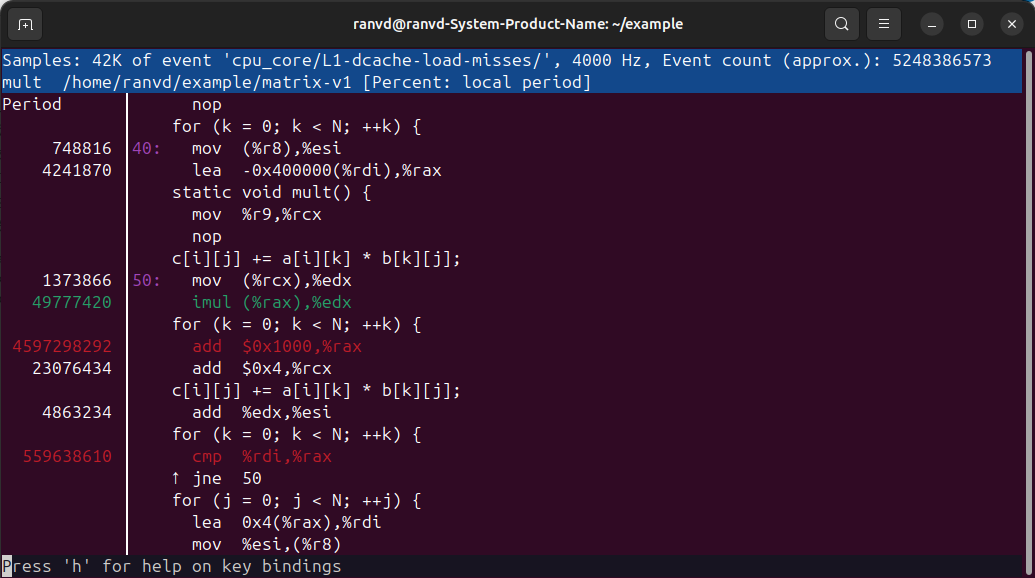 ranvd@ranvd-System-Product-Name: ~/example
Samples: 42K of event 'cpu_core/L1-dcache-load-misses/', 4000 Hz, Event count (approx.): 5248386573
mult  /home/ranvd/example/matrix-v1 [Percent: local period]
Period             nop
                 for (k = 0; k < N; ++k) {
     748816  40:   mov  (%r8),%esi
    4241870        lea  -0x400000(%rdi),%rax
                 static void mult() {
                   mov  %r9,%rcx
                   nop
                 c[i][j] += a[i][k] * b[k][j];
    1373866  50:   mov  (%rcx),%edx
   49777420        imul (%rax),%edx
                 for (k = 0; k < N; ++k) {
 4597298292        add  $0x1000,%rax
   23076434        add  $0x4,%rcx
                 c[i][j] += a[i][k] * b[k][j];
    4863234        add  %edx,%esi
                 for (k = 0; k < N; ++k) {
  559638610        cmp  %rdi,%rax
                 ↑ jne  50
                 for (j = 0; j < N; ++j) {
                   lea  0x4(%rax),%rdi
                   mov  %esi,(%r8)
Press 'h' for help on key bindings